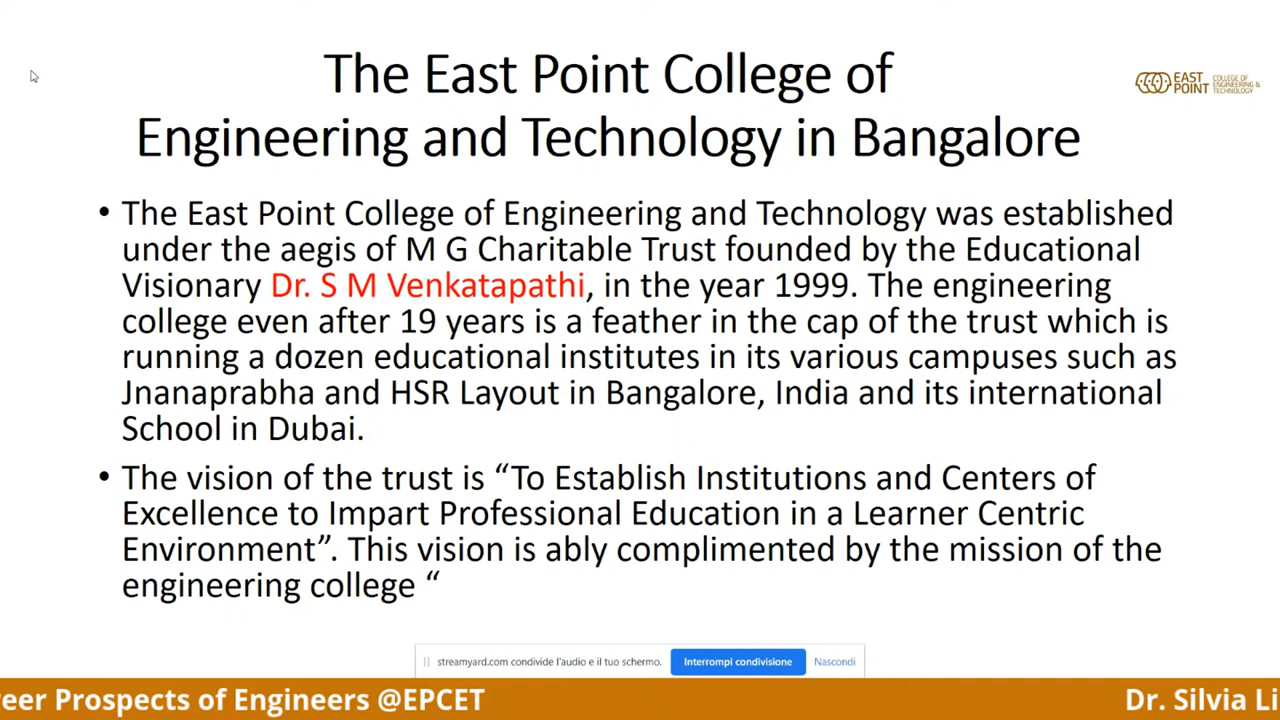 The East Point College of
Engineering and Technology in Bangalore
EAST
POINT
COLLEGE OF
ENGINEERING &
TECHNOLOGY
• The East Point College of Engineering and Technology was established
under the aegis of M G Charitable Trust founded by the Educational
Visionary Dr. S M Venkatapathi, in the year 1999. The engineering
college even after 19 years is a feather in the cap of the trust which is
running a dozen educational institutes in its various campuses such as
Jnanaprabha and HSR Layout in Bangalore, India and its international
School in Dubai.
• The vision of the trust is “To Establish Institutions and Centers of
Excellence to Impart Professional Education in a Learner Centric
Environment”. This vision is ably complimented by the mission of the
engineering college “
streamyard.com condivide l'audio e il tuo schermo.
Interrompi condivisione
Nascondi
reer Prospects of Engineers @EPCET
Dr. Silvia Li